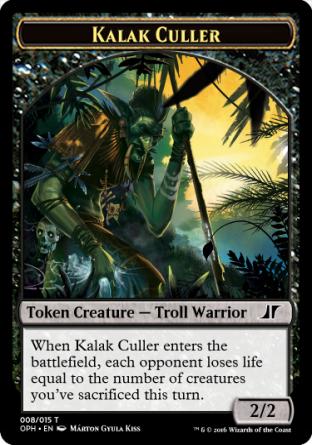 Kalak Culler
Token Creature — Troll Warrior
When Kalak Culler enters the
battlefield, each opponent loses life
equal to the number of creatures
you've sacrificed this turn.
2/2
008/015 T
OPH • EN Márton Gyula Kiss
™ & © 2016 Wizards of the Coast